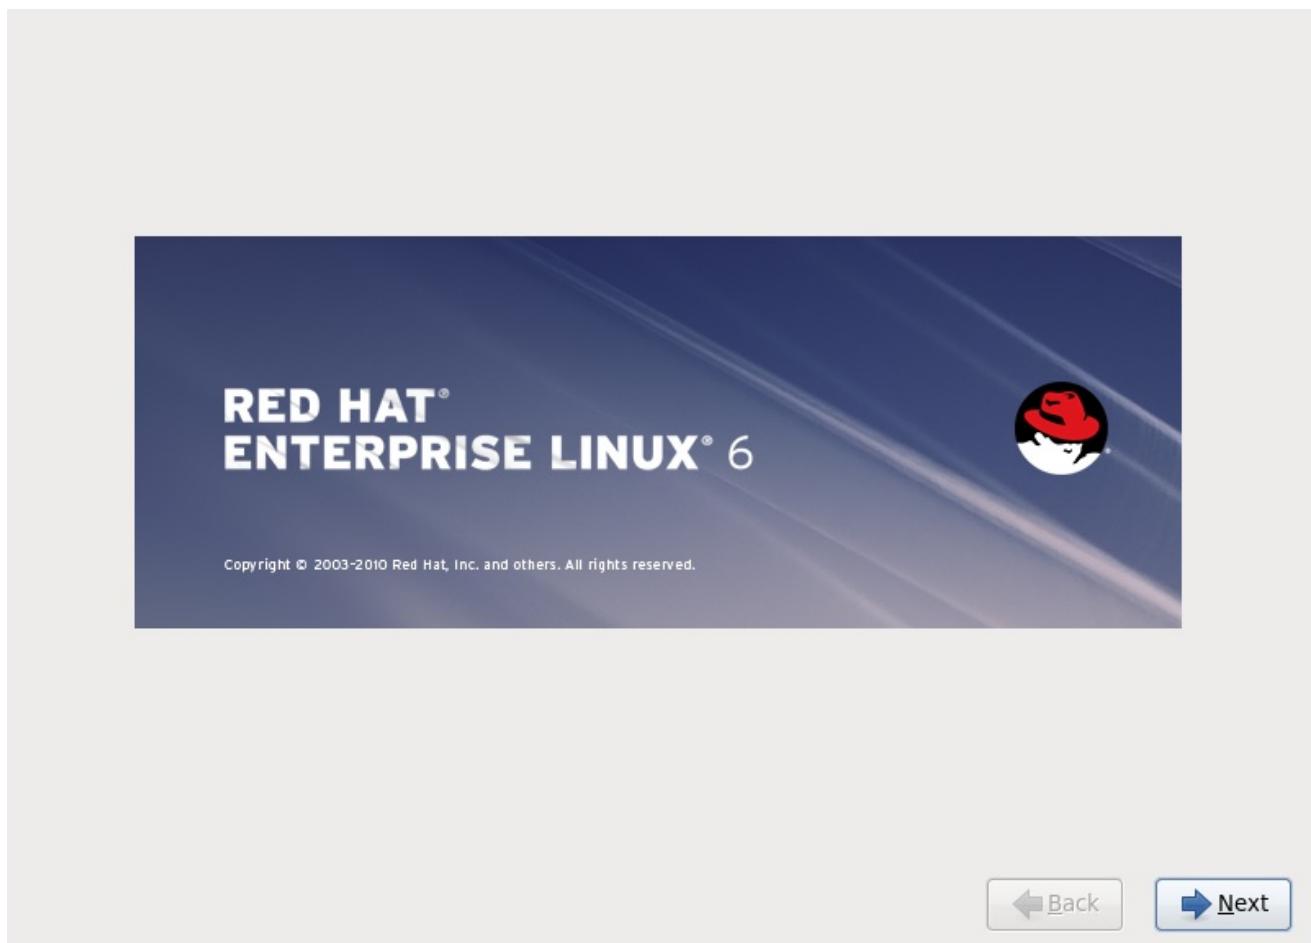 RED HAT®
ENTERPRISE LINUX® 6
Copyright © 2003-2010 Red Hat, Inc. and others. All rights reserved.
Back
Next